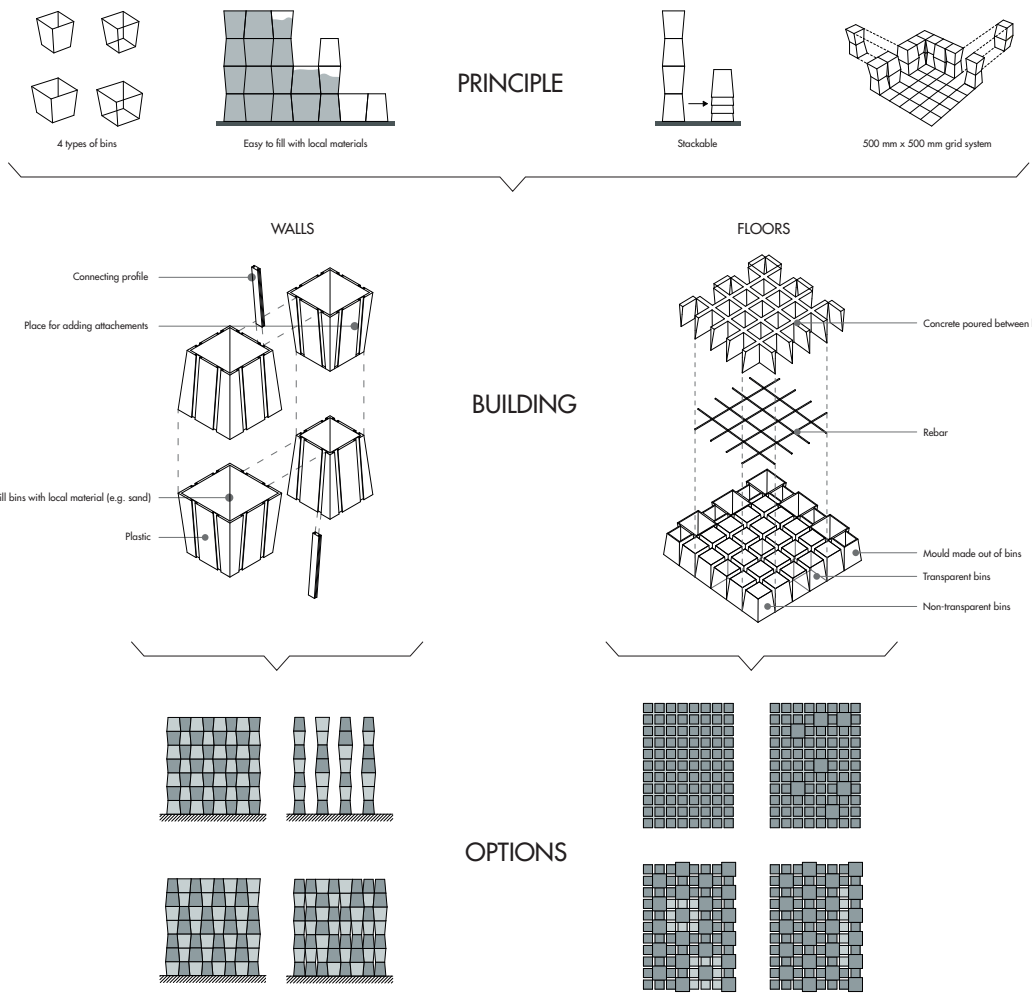 PRINCIPLE
4 types of bins
Easy to fill with local materials
Stackable
500 mm x 500 mm grid system
WALLS
FLOORS
Connecting profile
Place for adding attachements
Concrete poured between
BUILDING
Rebar
bins with local material (e.g. sand)
Plastic
Mould made out of bins
Transparent bins
Non-transparent bins
OPTIONS